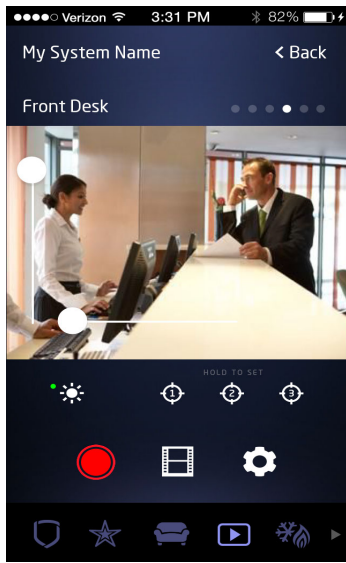 Verizon 3:31 PM 82%
My System Name < Back
Front Desk
HOLD TO SET
1 2 3